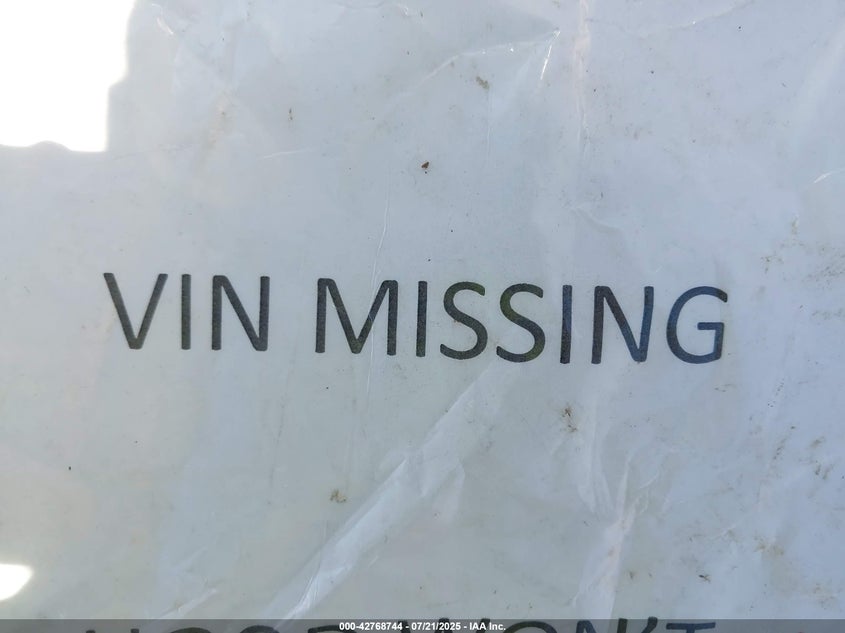 VIN MISSING
000-42768744 / 07/21/2025 - IAA Inc.